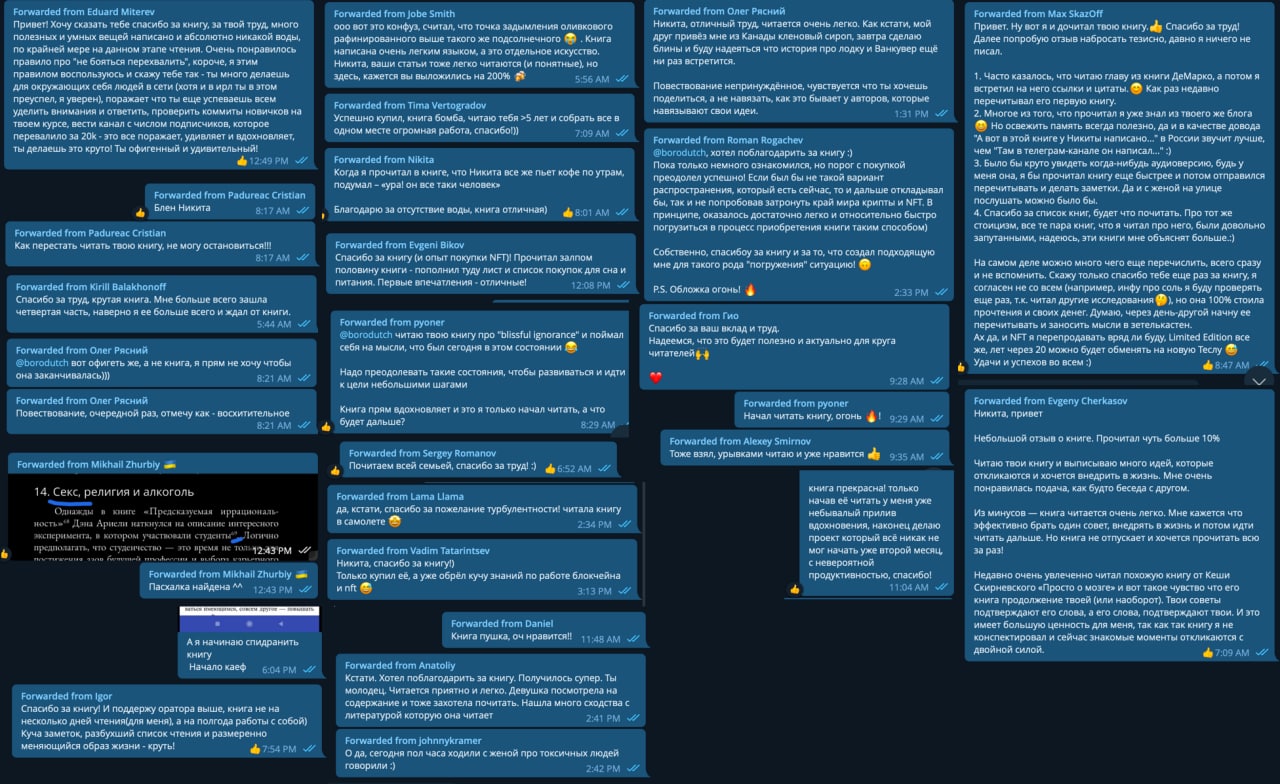 Forwarded from Eduard Miterev
Привет! Хочу сказать тебе спасибо за книгу, за твой труд, много
полезных и умных вещей написано и абсолютно никакой воды,
по крайней мере на данном этапе чтения. Очень понравилось
правило про "не бояться перехвалить", короче, я этим
правилом воспользуюсь и скажу тебе так - ты много делаешь
для окружающих себя людей в сети (хотя и в ирл ты в этом
преуспел, я уверен), поражает что ты еще успеваешь всем
уделить внимания и ответить, проверить коммиты новичков на
твоем курсе, вести канал с числом подписчиков, которое
перевалило за 20k - это все поражает, удивляет и вдохновляет,
ты делаешь это круто! Ты офигенный и удивительный!
👍 12:49 PM
Forwarded from Padureac Cristian
Блен Никита
8:17 AM
Forwarded from Padureac Cristian
Как перестать читать твою книгу, не могу остановиться!!!
8:17 AM
Forwarded from Kirill Balakhonoff
Спасибо за труд, крутая книга. Мне больше всего зашла
четвертая часть, наверно я ее больше всего и ждал от книги.
5:44 AM
Forwarded from Олег Рясний
@borodutch вот офигеть же, а не книга, я прям не хочу чтобы
она заканчивалась)))
8:21 AM
Forwarded from Олег Рясний
Повествование, очередной раз, отмечу как - восхитительное
8:21 AM
Forwarded from Mikhail Zhurbiy
14. Секс, религия и алкоголь
Однажды в книге «Предсказуемая иррациональ-
ность»⁶⁸ Дэна Ариели наткнулся на описание интересного
эксперимента, в котором участвовали студенты⁶⁹. Логично
предполагать, что студенчество — это время не только
12:43 PM
Forwarded from Mikhail Zhurbiy
Пасхалка найдена ^^
12:43 PM
А я начинаю спидранить
книгу
Начало каеф
6:04 PM
Forwarded from Igor
Спасибо за книгу! И поддержу оратора выше, книга не на
несколько дней чтения(для меня), а на полгода работы с собой)
Куча заметок, разбухший список чтения и размеренно
меняющийся образ жизни - круть!
👍 7:54 PM
Forwarded from Jobe Smith
ооо вот это конфуз, считал, что точка задымления оливкового
рафинированного выше такого же подсолнечного 😂 . Книга
написана очень легким языком, а это отдельное искусство.
Никита, ваши статьи тоже легко читаются (и понятные), но
здесь, кажется вы выложились на 200% 🍻
5:56 AM
Forwarded from Tima Vertogradov
Успешно купил, книга бомба, читаю тебя >5 лет и собрать все в
одном месте огромная работа, спасибо!))
7:09 AM
Forwarded from Nikita
Когда я прочитал в книге, что Никита все же пьет кофе по утрам,
подумал – «ура! он все таки человек»
Благодарю за отсутствие воды, книга отличная)
👍 8:01 AM
Forwarded from Evgeni Bikov
Спасибо за книгу (и опыт покупки NFT)! Прочитал залпом
половину книги - пополнил туду лист и список покупок для сна и
питания. Первые впечатления - отличные!
12:08 PM
Forwarded from pyoner
@borodutch читаю твою книгу про "blissful ignorance" и поймал
себя на мысли, что был сегодня в этом состоянии 😂
Надо преодолевать такие состояния, чтобы развиваться и идти
к цели небольшими шагами
Книга прям вдохновляет и это я только начал читать, а что
будет дальше?
8:29 AM
Forwarded from Sergey Romanov
Почитаем всей семьей, спасибо за труд! :)
👍 6:52 AM
Forwarded from Lama Llama
да, кстати, спасибо за пожелание турбулентности! читала книгу
в самолете 🤩
2:34 PM
Forwarded from Vadim Tatarintsev
Никита, спасибо за книгу!)
Только купил её, а уже обрёл кучу знаний по работе блокчейна
и nft 😅
3:13 PM
Forwarded from Daniel
Книга пушка, оч нравится!!
11:48 AM
Forwarded from Anatoliy
Кстати. Хотел поблагодарить за книгу. Получилось супер. Ты
молодец. Читается приятно и легко. Девушка посмотрела на
содержание и тоже захотела почитать. Нашла много сходства с
литературой которую она читает
2:41 PM
Forwarded from johnnykramer
О да, сегодня пол часа ходили с женой про токсичных людей
говорили :)
2:42 PM
Forwarded from Олег Рясний
Никита, отличный труд, читается очень легко. Как кстати, мой
друг привёз мне из Канады кленовый сироп, завтра сделаю
блины и буду надеяться что история про лодку и Ванкувер ещё
ни раз встретится.
Повествование непринуждённое, чувствуется что ты хочешь
поделиться, а не навязать, как это бывает у авторов, которые
навязывают свои идеи.
1:31 PM
Forwarded from Roman Rogachev
@borodutch, хотел поблагодарить за книгу :)
Пока только немного ознакомился, но порог с покупкой
преодолел успешно! Если был бы не такой вариант
распространения, который есть сейчас, то и дальше откладывал
бы, так и не попробовав затронуть край мира крипты и NFT. В
принципе, оказалось достаточно легко и относительно быстро
погрузиться в процесс приобретения книги таким способом)
Собственно, спасибоу за книгу и за то, что создал подходящую
мне для такого рода "погружения" ситуацию! 🙃
P.S. Обложка огонь! 🔥
2:33 PM
Forwarded from Гио
Спасибо за ваш вклад и труд.
Надеемся, что это будет полезно и актуально для круга
читателей🙌
❤️
9:28 AM
Forwarded from pyoner
Начал читать книгу, огонь 🔥!
9:29 AM
Forwarded from Alexey Smirnov
Тоже взял, урывками читаю и уже нравится 👍
9:35 AM
книга прекрасна! только
начав её читать у меня уже
небывалый прилив
вдохновения, наконец делаю
проект который всё никак не
мог начать уже второй месяц,
с невероятной
продуктивностью, спасибо!
11:04 AM
Forwarded from Max SkazOff
Привет. Ну вот я и дочитал твою книгу.👍 Спасибо за труд!
Далее попробую отзыв набросать тезисно, давно я ничего не
писал.
1. Часто казалось, что читаю главу из книги ДеМарко, а потом я
встретил на него ссылки и цитаты.😊 Как раз недавно
перечитывал его первую книгу.
2. Многое из того, что прочитал я уже знал из твоего же блога
😄 Но освежить память всегда полезно, да и в качестве довода
"А вот в этой книге у Никиты написано..." в России звучит лучше,
чем "Там в телеграм-канале он написал..." :)
3. Было бы круто увидеть когда-нибудь аудиоверсию, будь у
меня она, я бы прочитал книгу еще быстрее и потом отправился
перечитывать и делать заметки. Да и с женой на улице
послушать можно было бы.
4. Спасибо за список книг, будет что почитать. Про тот же
стоицизм, все те пара книг, что я читал про него, были довольно
запутанными, надеюсь, эти книги мне объяснят больше.:)
На самом деле можно много чего еще перечислить, всего сразу
и не вспомнить. Скажу только спасибо тебе еще раз за книгу, я
согласен не со всем (например, инфу про соль я буду проверять
еще раз, т.к. читал другие исследования🤔), но она 100% стоила
прочтения и своих денег. Думаю, через день-другой начну ее
перечитывать и заносить мысли в зетелькастен.
Ах да, и NFT я перепродавать вряд ли буду, Limited Edition все
же, лет через 20 можно будет обменять на новую Теслу 😅
Удачи и успехов во всем :)
👍 8:47 AM
Forwarded from Evgeny Cherkasov
Никита, привет
Небольшой отзыв о книге. Прочитал чуть больше 10%
Читаю твои книгу и выписываю много идей, которые
откликаются и хочется внедрить в жизнь. Мне очень
понравилась подача, как будто беседа с другом.
Из минусов — книга читается очень легко. Мне кажется что
эффективно брать один совет, внедрять в жизнь и потом идти
читать дальше. Но книга не отпускает и хочется прочитать всю
за раз!
Недавно очень увлеченно читал похожую книгу от Кеши
Скирневского «Просто о мозге» и вот такое чувство что его
книга продолжение твоей (или наоборот). Твои советы
подтверждают его слова, а его слова, подтверждают твои. И это
имеет большую ценность для меня, так как так книгу я не
конспектировал и сейчас знакомые моменты откликаются с
двойной силой.
👍 7:09 AM